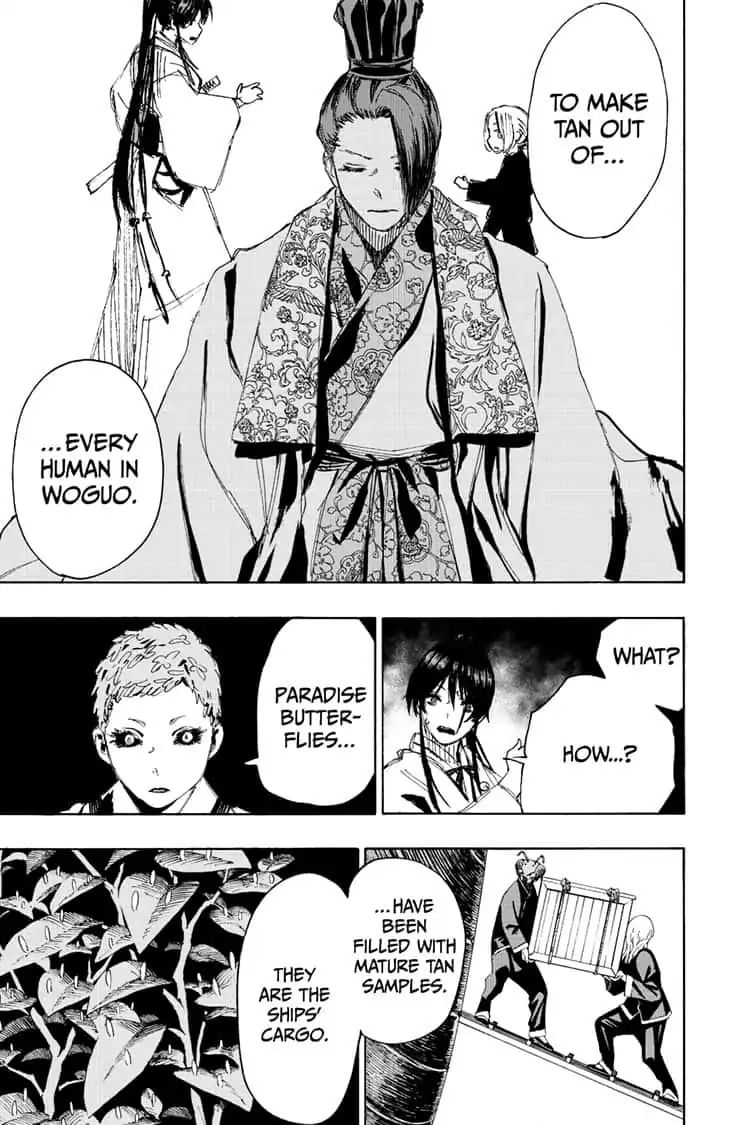 TO MAKE
TAN OUT
OF...
...EVERY
HUMAN IN
WOGUO.
WHAT?
HOW...?
PARADISE
BUTTER-
FLIES...
...HAVE
BEEN
FILLED WITH
MATURE TAN
SAMPLES.
THEY
ARE THE
SHIPS'
CARGO.